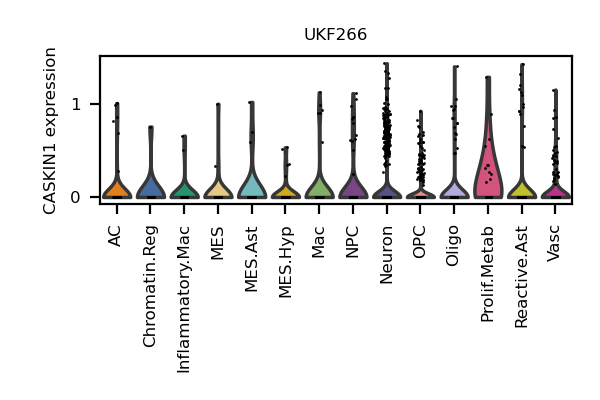 UKF266
CASKIN1 expression
1
0
AC
Chromatin.Reg
Inflammatory.Mac
MES
MES.Ast
MES.Hyp
Mac
NPC
Neuron
OPC
Oligo
Prolif.Metab
Reactive.Ast
Vasc